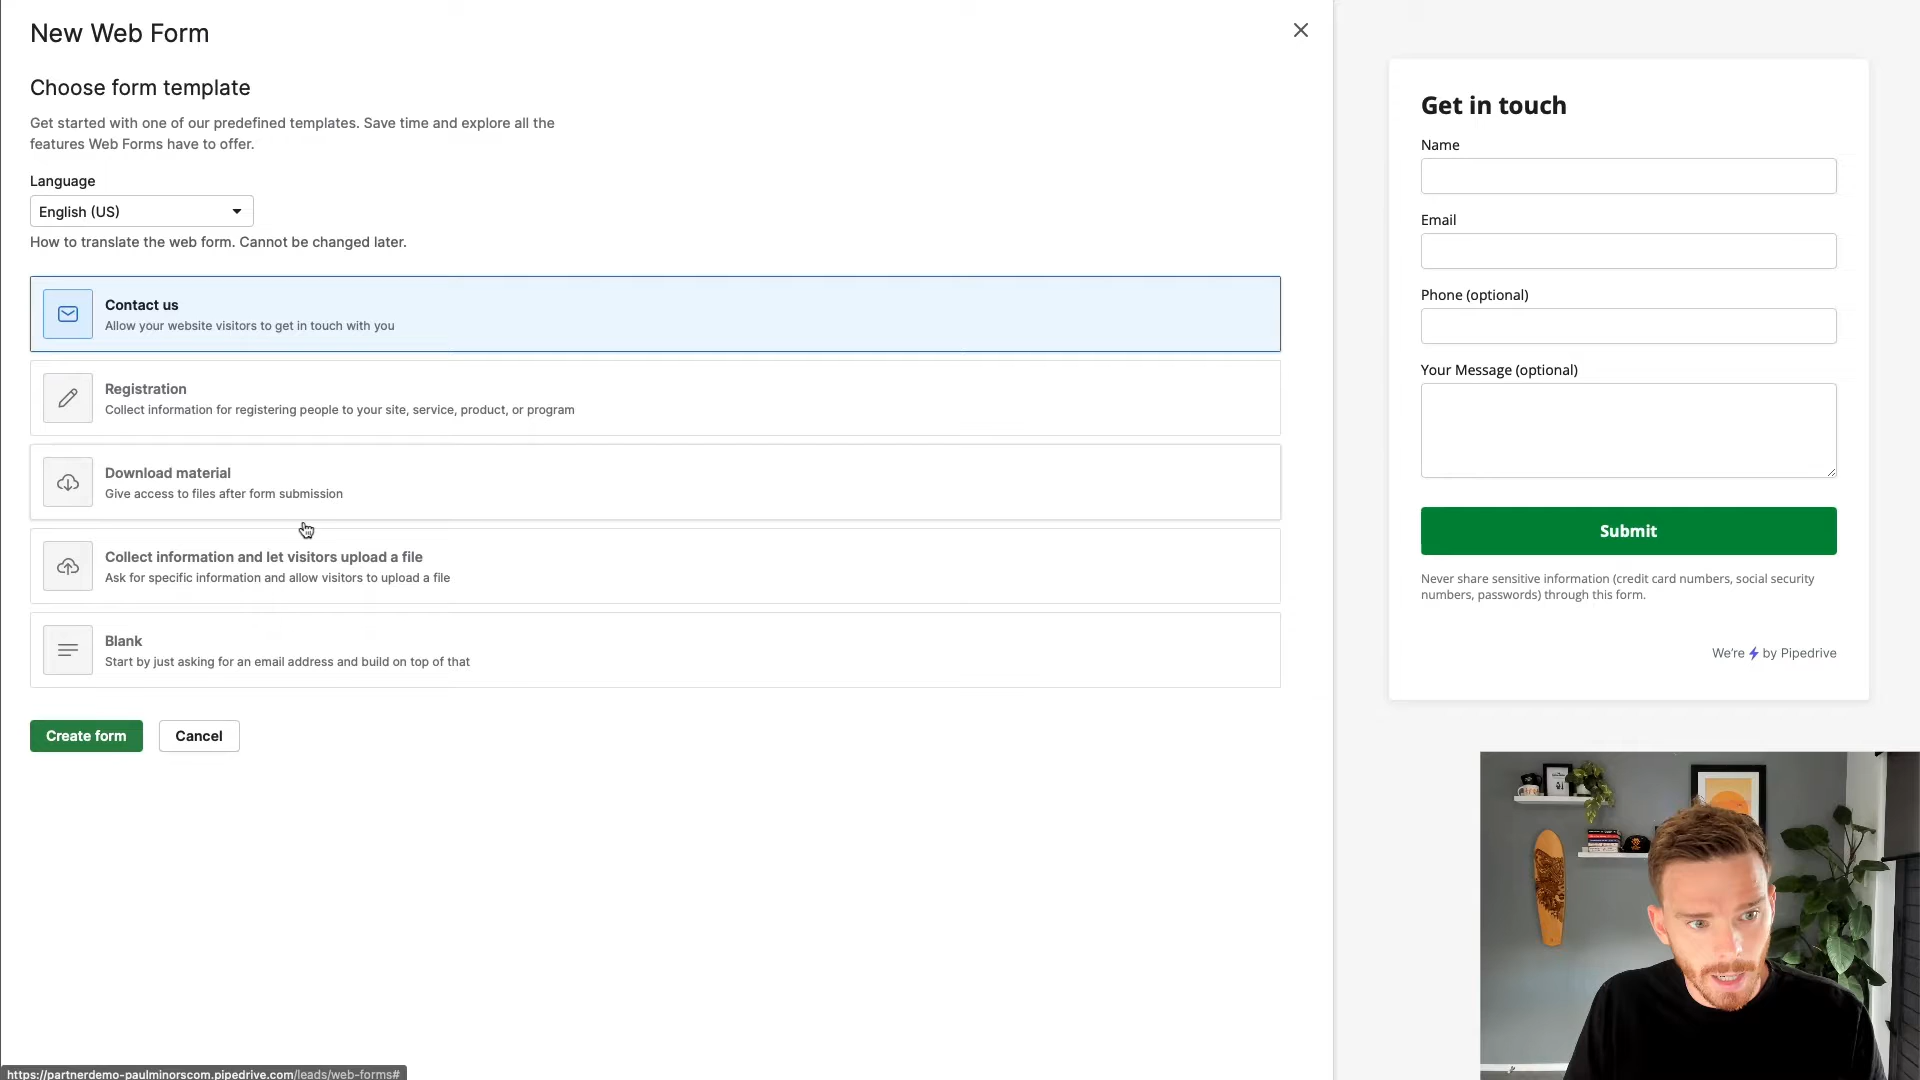 New Web Form
Choose form template
Get started with one of our predefined templates. Save time and explore all the
features Web Forms have to offer.
Language
English (US)
How to translate the web form. Cannot be changed later.
Contact us
Allow your website visitors to get in touch with you
Registration
Collect information for registering people to your site, service, product, or program
Download material
Give access to files after form submission
Collect information and let visitors upload a file
Ask for specific information and allow visitors to upload a file
Blank
Start by just asking for an email address and build on top of that
Create form
Cancel
https://partnerdemo-paulminorscom.pipedrive.com/leads/web-forms#
Get in touch
Name
Email
Phone (optional)
Your Message (optional)
Submit
Never share sensitive information (credit card numbers, social security
numbers, passwords) through this form.
We're by Pipedrive